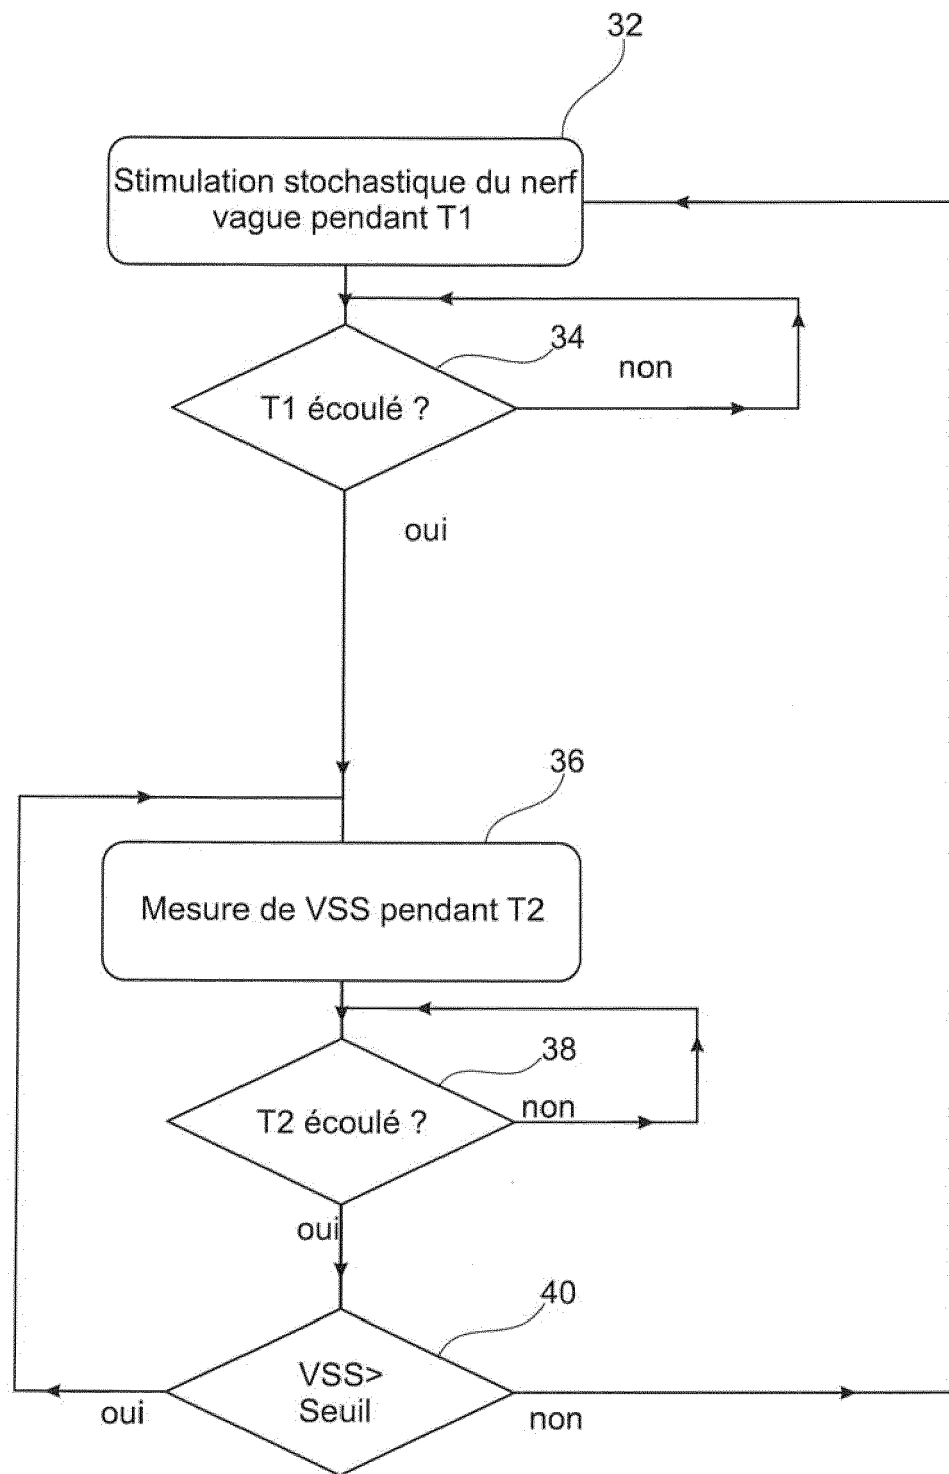 32
Stimulation stochastique du nerf
vague pendant T1
34
non
T1 écoulé ?
oui
36
Mesure de VSS pendant T2
38
non
T2 écoulé ?
oui
40
VSS>
Seuil
oui
non